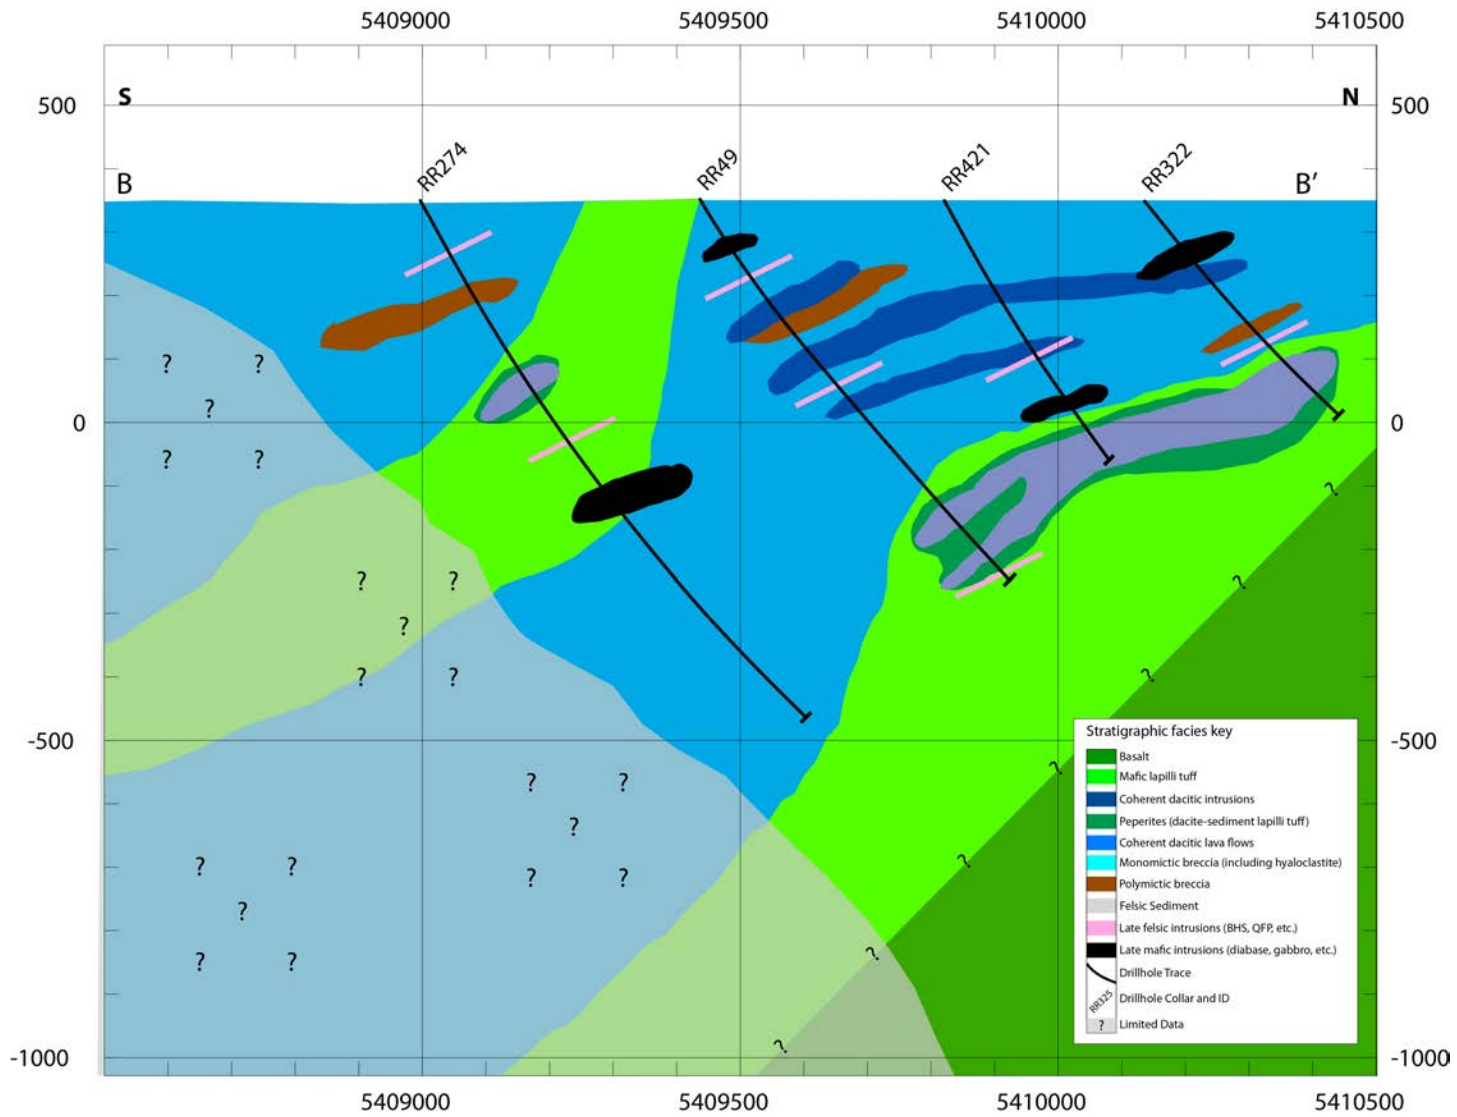 5409000 5409500 5410000 5410500
S N
500 500
RR274 RR49 RR421 RR322
B B′
? ?
?
0 0
? ?
?
? ?
?
?
?
? ?
-500 -500
?
? ?
?
? ?
?
? ?
?
? ?
?
?
Stratigraphic facies key
Basalt
Mafic lapilli tuff
Coherent dacitic intrusions
Peperites (dacite-sediment lapilli tuff)
Coherent dacitic lava flows
Monomictic breccia (including hyaloclastite)
Polymictic breccia
Felsic Sediment
Late felsic intrusions (BHS, QFP, etc.)
Late mafic intrusions (diabase, gabbro, etc.)
Drillhole Trace
RR325 Drillhole Collar and ID
? Limited Data
-1000 -1000
5409000 5409500 5410000 5410500